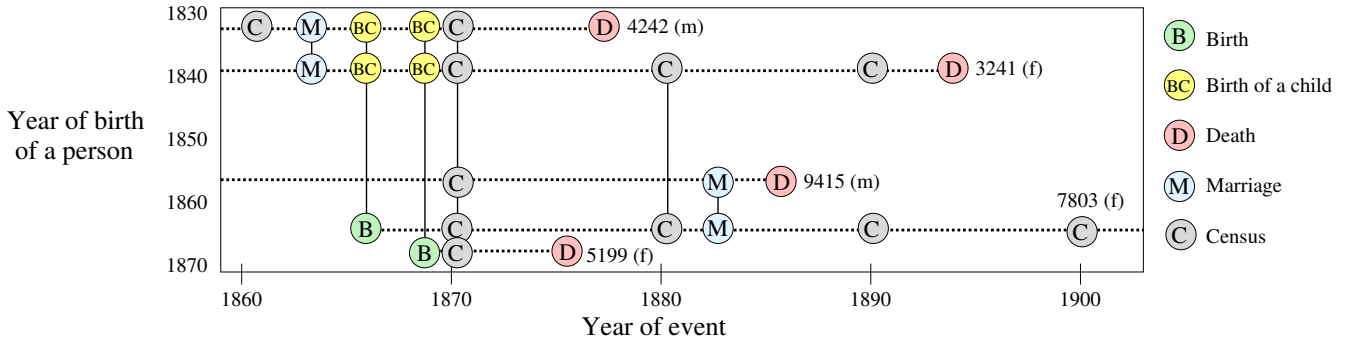 1830
C M BC BC C D 4242 (m)
B Birth
1840
M BC BC C C C D 3241 (f)
BC Birth of a child
Year of birth
of a person
1850
D Death
C M D 9415 (m)
M Marriage
1860
7803 (f)
B C C M C C
C Census
B C D 5199 (f)
1870
1860 1870 1880 1890 1900
Year of event